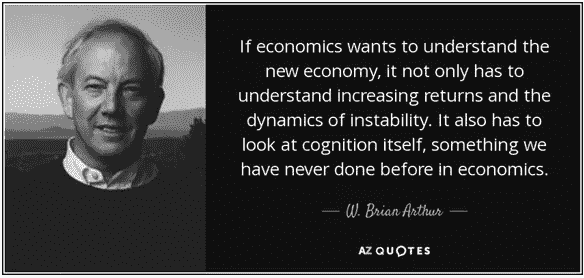 If economics wants to understand the
new economy, it not only has to
understand increasing returns and the
dynamics of instability. It also has to
look at cognition itself, something we
have never done before in economics.
W. Brian Arthur
AZ QUOTES